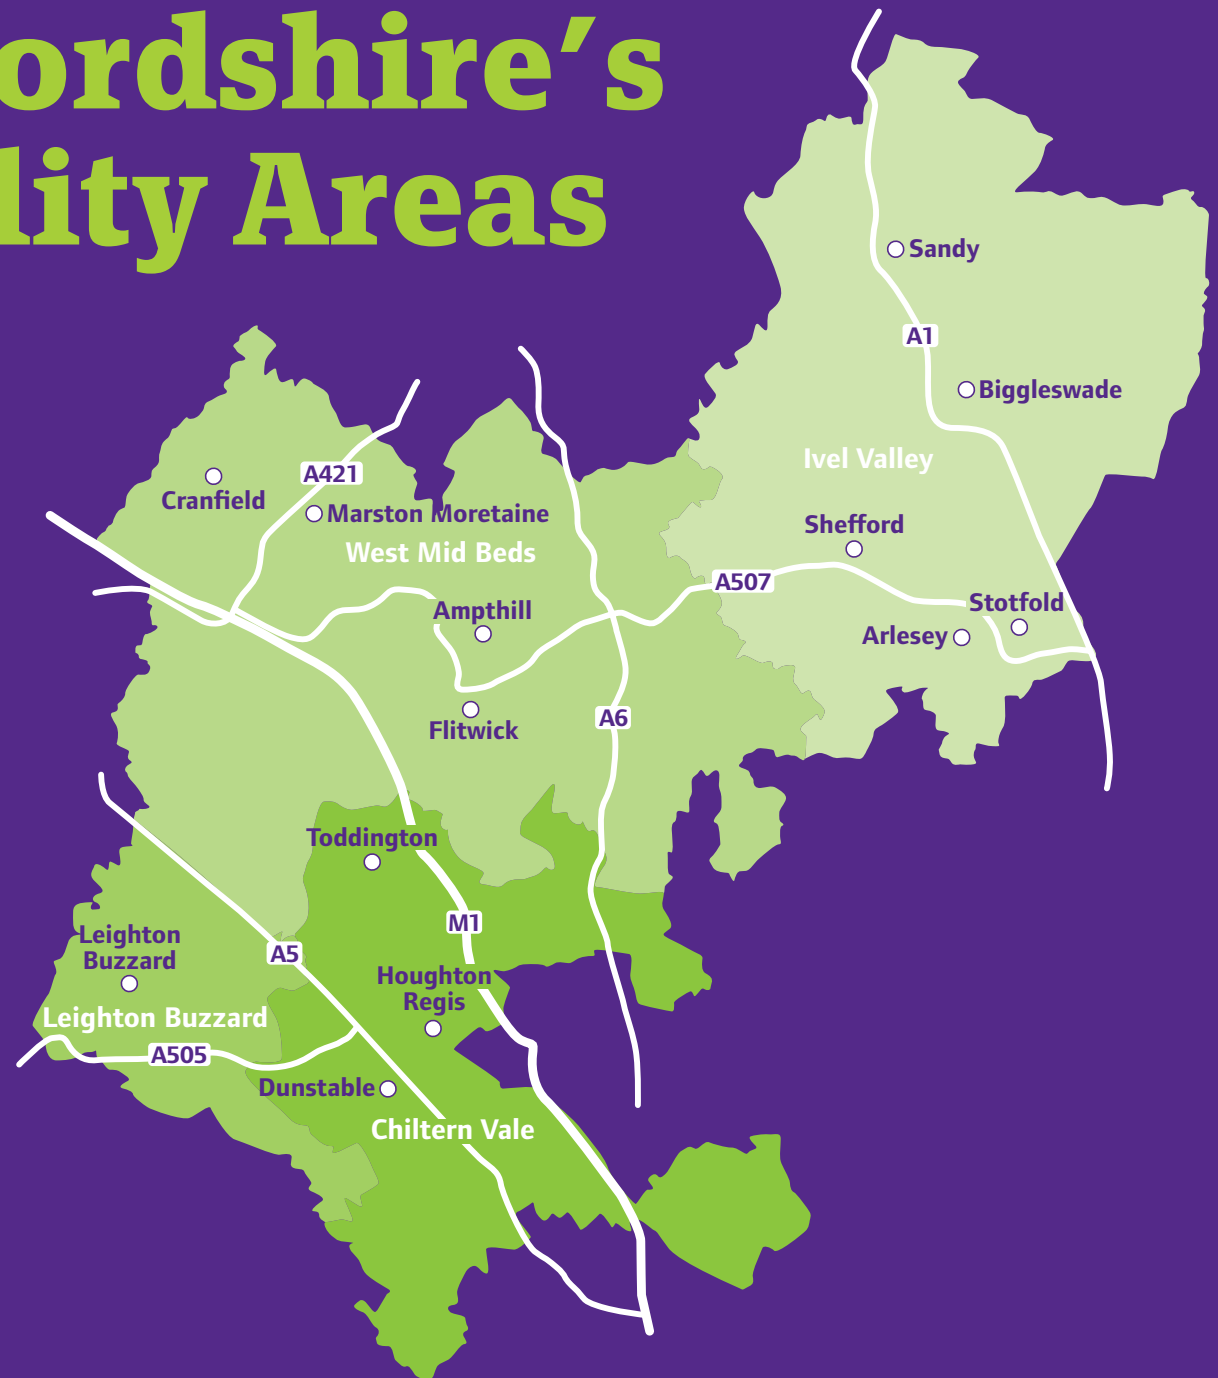 ordshire's
lity Areas
Sandy
A1
Biggleswade
Ivel Valley
A421
Cranfield
Marston Moretaine
West Mid Beds
Shefford
A507
Stotfold
Ampthill
Arlesey
A6
Flitwick
Toddington
M1
Leighton
Buzzard
A5
Houghton
Regis
Leighton Buzzard
A505
Dunstable
Chiltern Vale